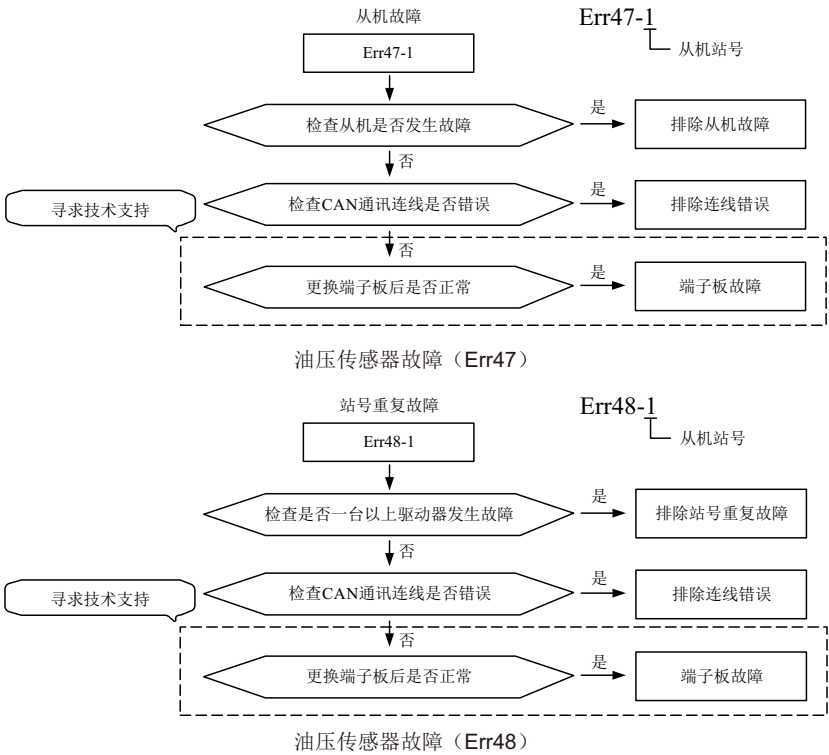 从机故障
Err47-1
Err47-1
从机站号
检查从机是否发生故障
是
排除从机故障
否
寻求技术支持
检查CAN通讯连线是否错误
是
排除连线错误
否
更换端子板后是否正常
是
端子板故障
油压传感器故障（Err47）
站号重复故障
Err48-1
Err48-1
从机站号
检查是否一台以上驱动器发生故障
是
排除站号重复故障
否
寻求技术支持
检查CAN通讯连线是否错误
是
排除连线错误
否
更换端子板后是否正常
是
端子板故障
油压传感器故障（Err48）